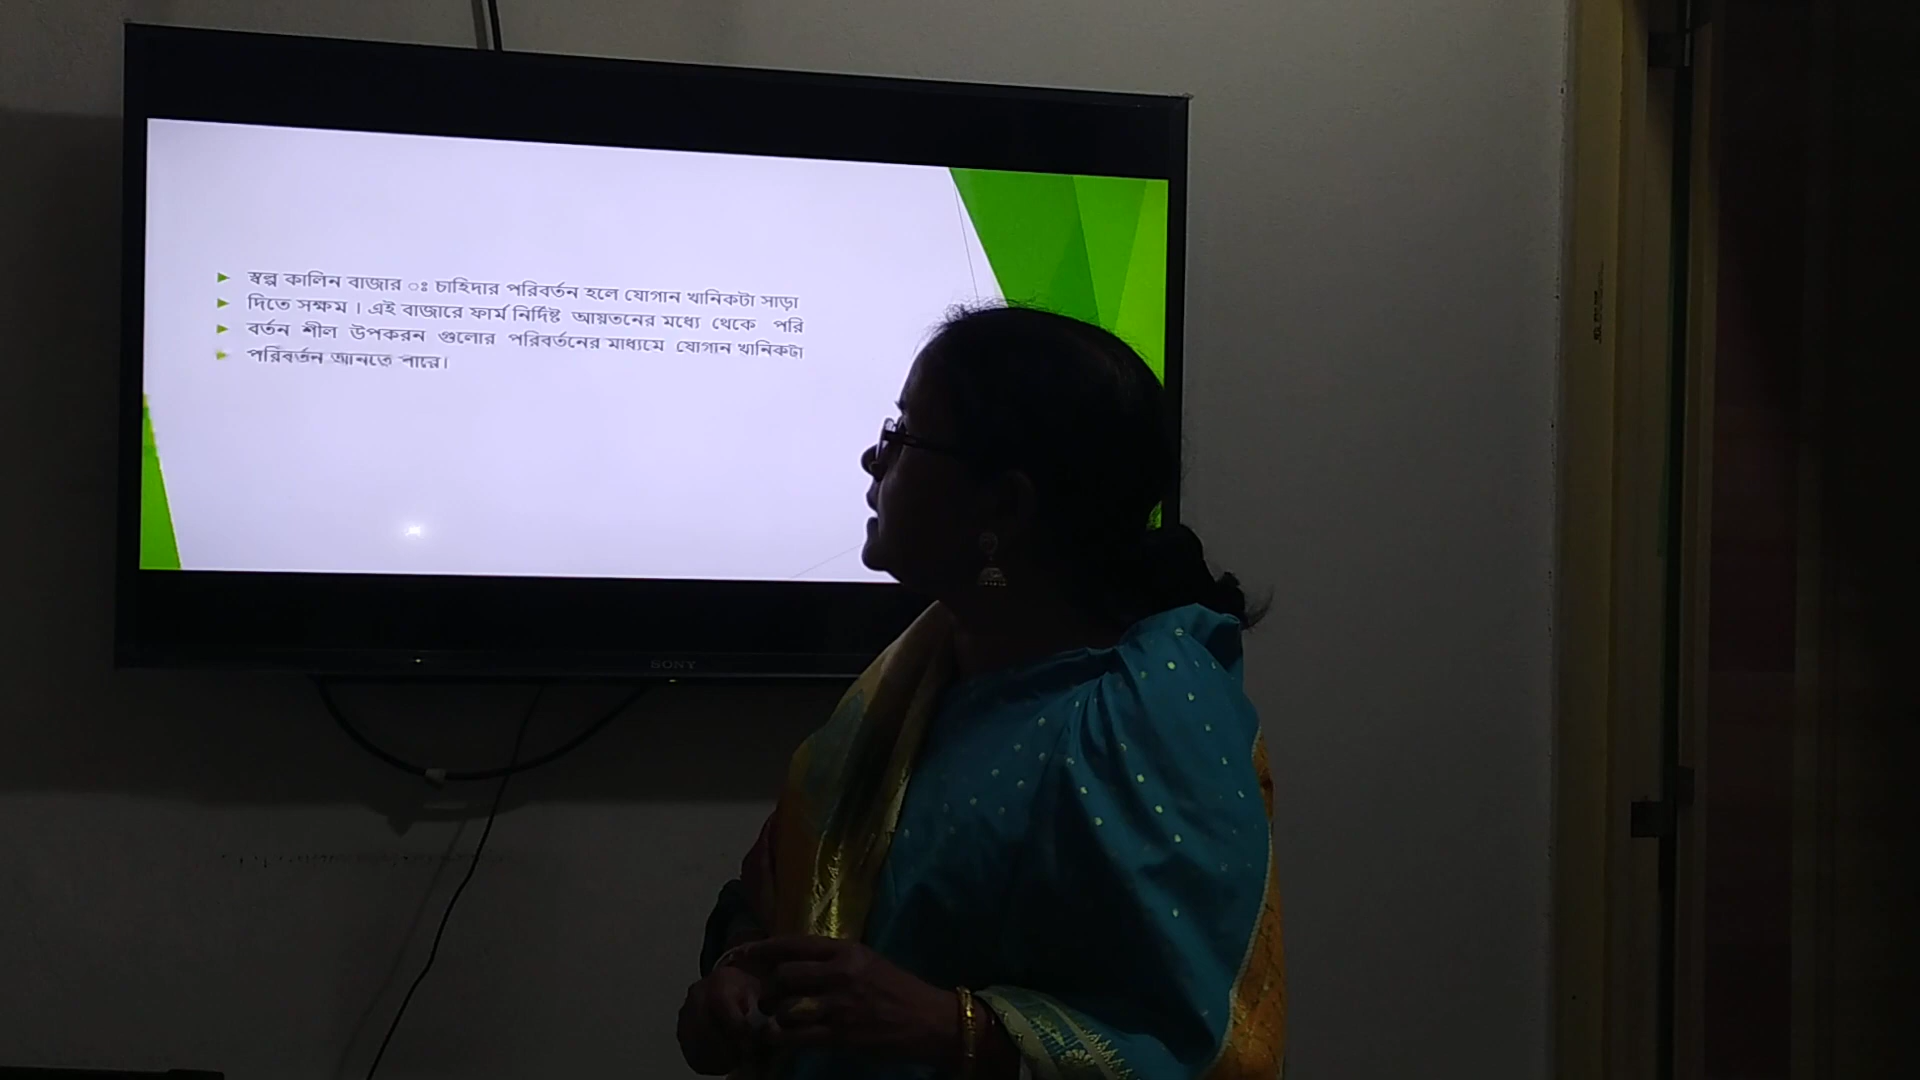 স্বল্প কালিন বাজার ঃ চাহিদার পরিবর্তন হলে যোগান খানিকটা সাড়া
দিতে সক্ষম । এই বাজারে ফার্ম নির্দিষ্ট আয়তনের মধ্যে থেকে পরি
বর্তন শীল উপকরন গুলোর পরিবর্তনের মাধ্যমে যোগান খানিকটা
পরিবর্তন আনতে পারে।
SONY